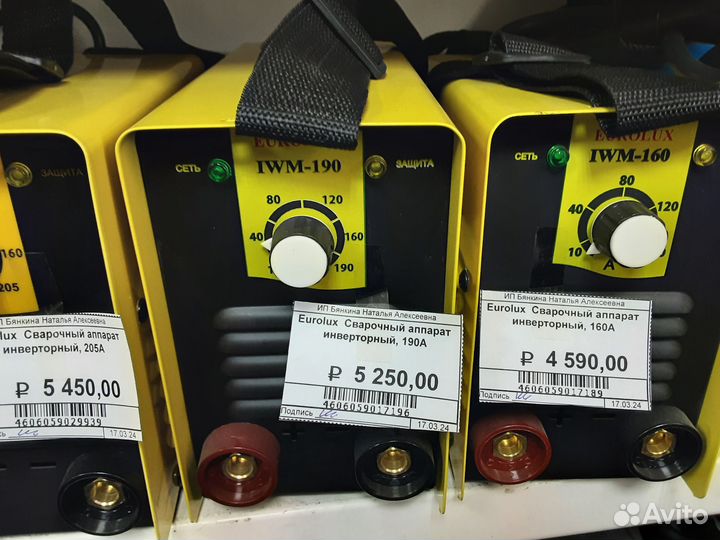 ЗАЩИТА
160
205
П Бянкина Наталья Алексеевна
lux Сварочный аппарат
инверторный, 205А
₽ 5 450,00
4606059029939
сь
17.03.24
EUROLUX
IWM-190
СЕТЬ
ЗАЩИТА
80
120
40
160
190
ИП Бянкина Наталья Алексеевна
Eurolux Сварочный аппарат
инверторный, 190А
₽ 5 250,00
4606059017196
Подпись
17.03.24
EUROLUX
IWM-160
СЕТЬ
80
40
120
10
160
А
ИП Бянкина Наталья Алексеевна
Eurolux Сварочный аппарат
инверторный, 160А
₽ 4 590,00
4606059017189
Подпись
17.03.24
Avito